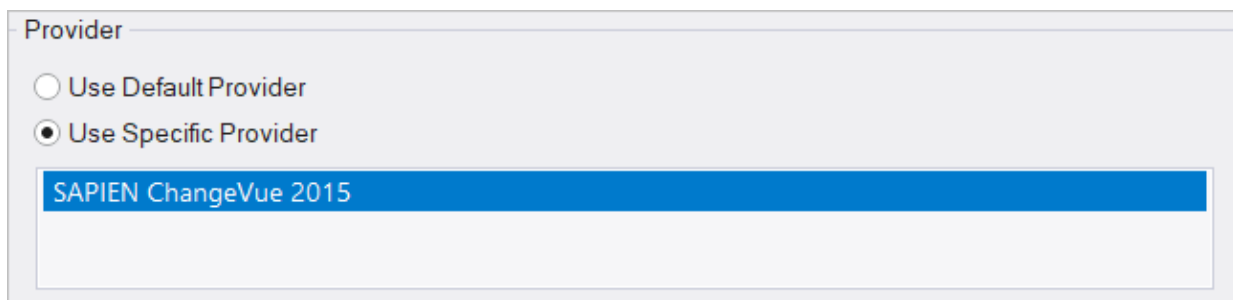 Provider
Use Default Provider
Use Specific Provider
SAPIEN ChangeVue 2015